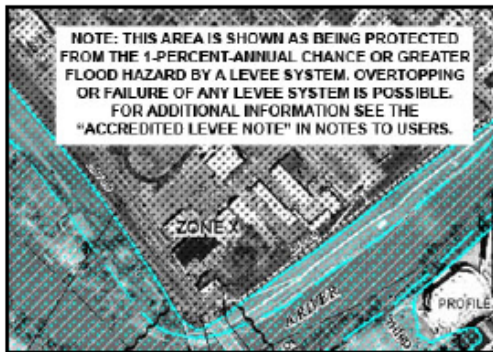 NOTE: THIS AREA IS SHOWN AS BEING PROTECTED
FROM THE 1-PERCENT-ANNUAL CHANCE OR GREATER
FLOOD HAZARD BY A LEVEE SYSTEM. OVERTOPPING
OR FAILURE OF ANY LEVEE SYSTEM IS POSSIBLE.
FOR ADDITIONAL INFORMATION SEE THE
“ACCREDITED LEVEE NOTE” IN NOTES TO USERS.
ZONE X
RIVER
PROFILE